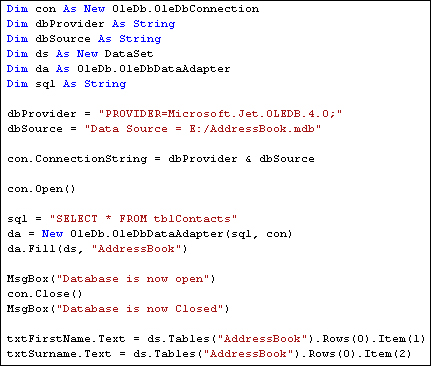 Dim con As New OleDb.OleDbConnection
Dim dbProvider As String
Dim dbSource As String
Dim ds As New DataSet
Dim da As OleDb.OleDbDataAdapter
Dim sql As String
dbProvider = "PROVIDER=Microsoft.Jet.OLEDB.4.0;"
dbSource = "Data Source = E:/AddressBook.mdb"
con.ConnectionString = dbProvider & dbSource
con.Open()
sql = "SELECT * FROM tblContacts"
da = New OleDb.OleDbDataAdapter(sql, con)
da.Fill(ds, "AddressBook")
MsgBox("Database is now open")
con.Close()
MsgBox("Database is now Closed")
txtFirstName.Text = ds.Tables("AddressBook").Rows(0).Item(1)
txtSurname.Text = ds.Tables("AddressBook").Rows(0).Item(2)